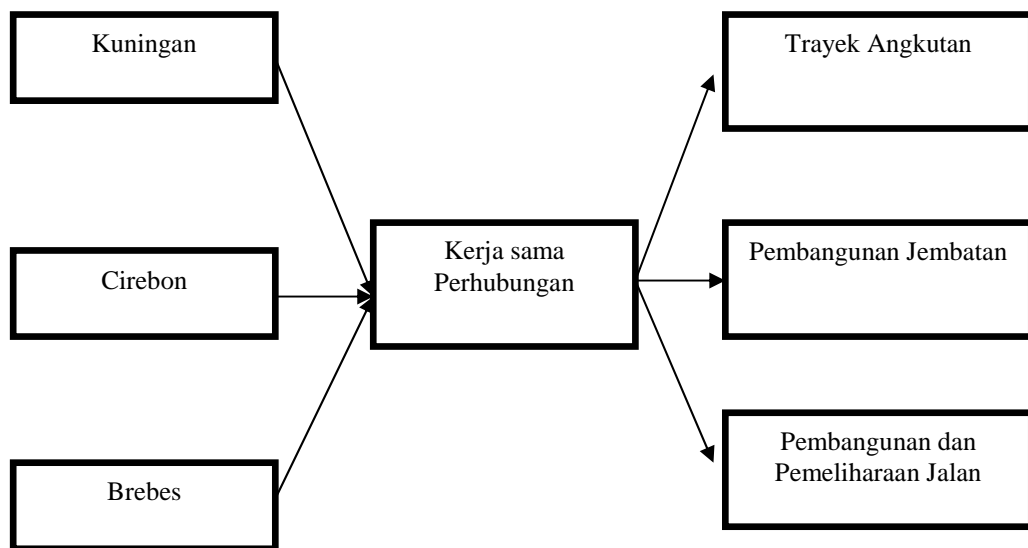 Kuningan
Trayek Angkutan
Cirebon
Kerja sama
Perhubungan
Pembangunan Jembatan
Brebes
Pembangunan dan
Pemeliharaan Jalan